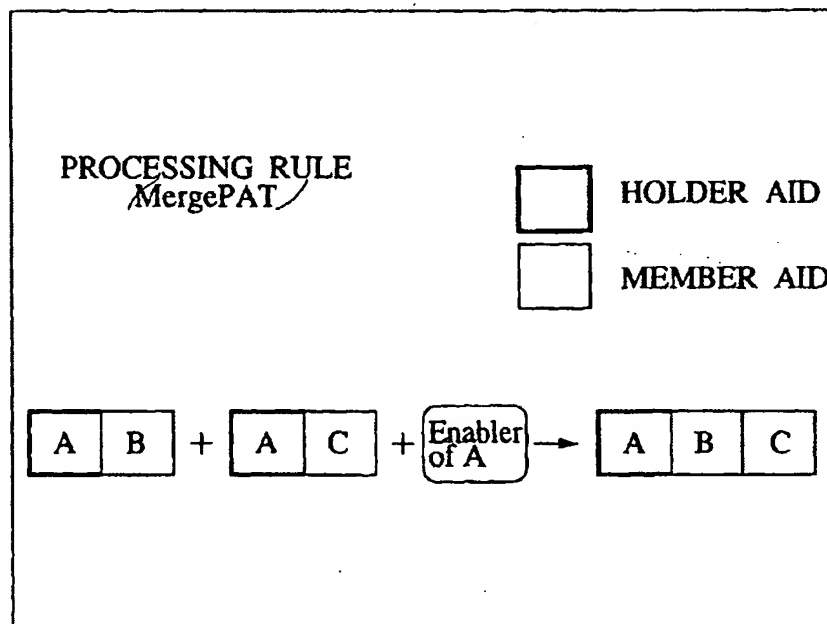 PROCESSING RULE
MergePAT
HOLDER AID
MEMBER AID
A B + A C + Enabler of A → A B C